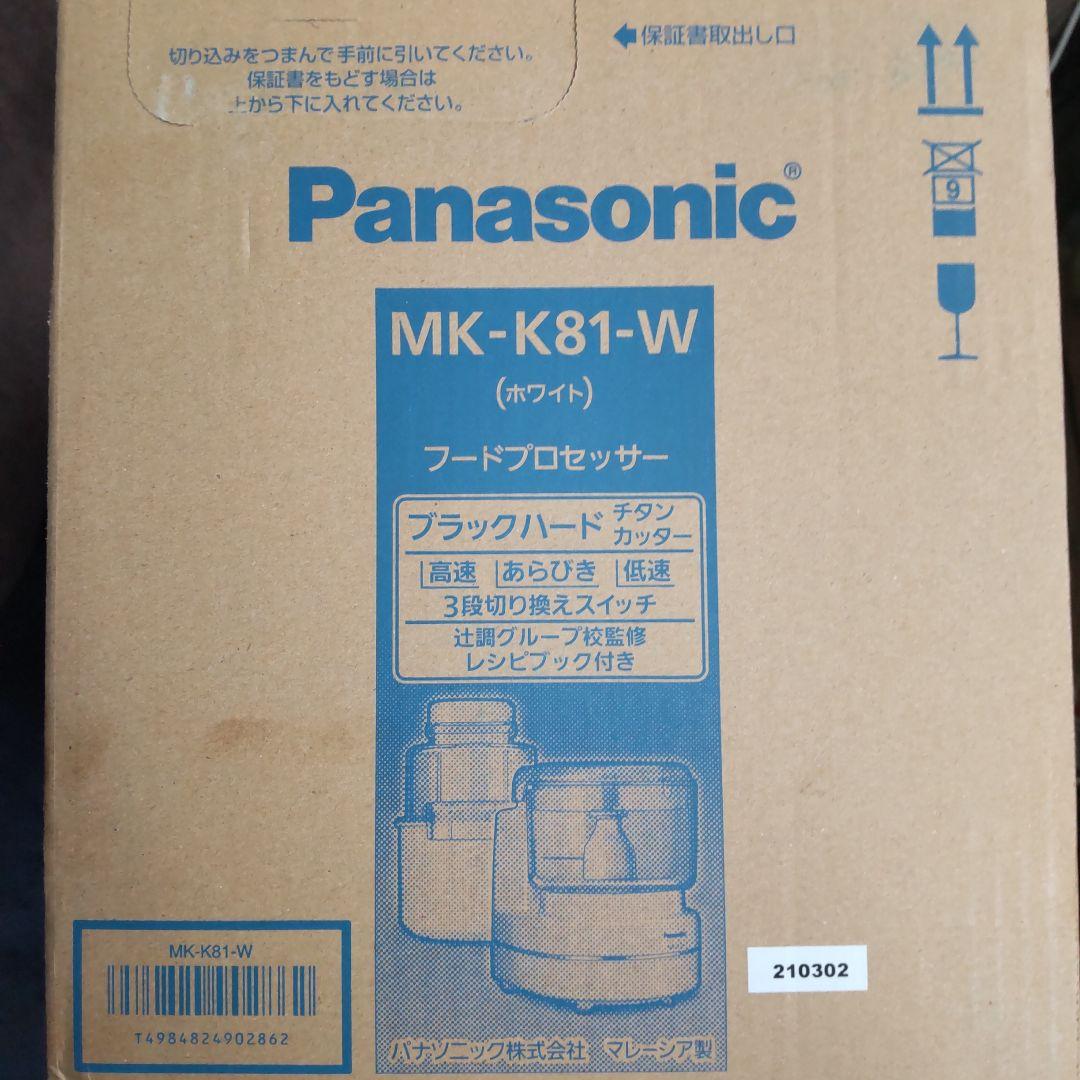 切り込みをつまんで手前に引いてください。
保証書をもどす場合は
上から下に入れてください。
保証書取出し口
9
Panasonic®
MK-K81-W
(ホワイト)
フードプロセッサー
ブラックハード チタン
カッター
高速 あらびき 低速
3段切り換えスイッチ
辻調グループ校監修
レシピブック付き
MK-K81-W
T4984824902862
210302
パナソニック株式会社 マレーシア製